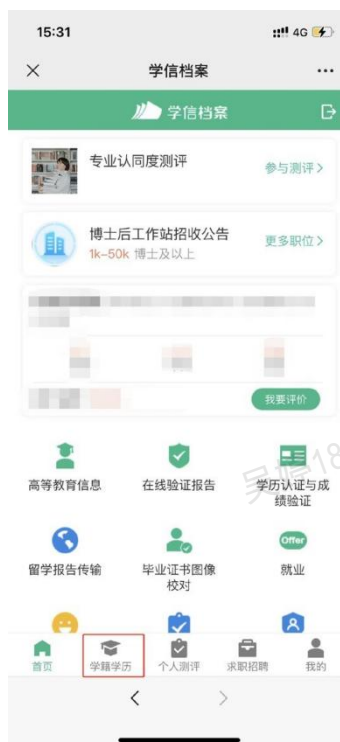 15:31
4G
学信档案
学信档案
专业认同度测评
参与测评>
博士后工作站招收公告
更多职位>
1k–50k 博士及以上
我要评价
高等教育信息
在线验证报告
学历认证与成
绩验证
留学报告传输
毕业证书图像
校对
Offer
就业
首页
学籍学历
个人测评
求职招聘
我的